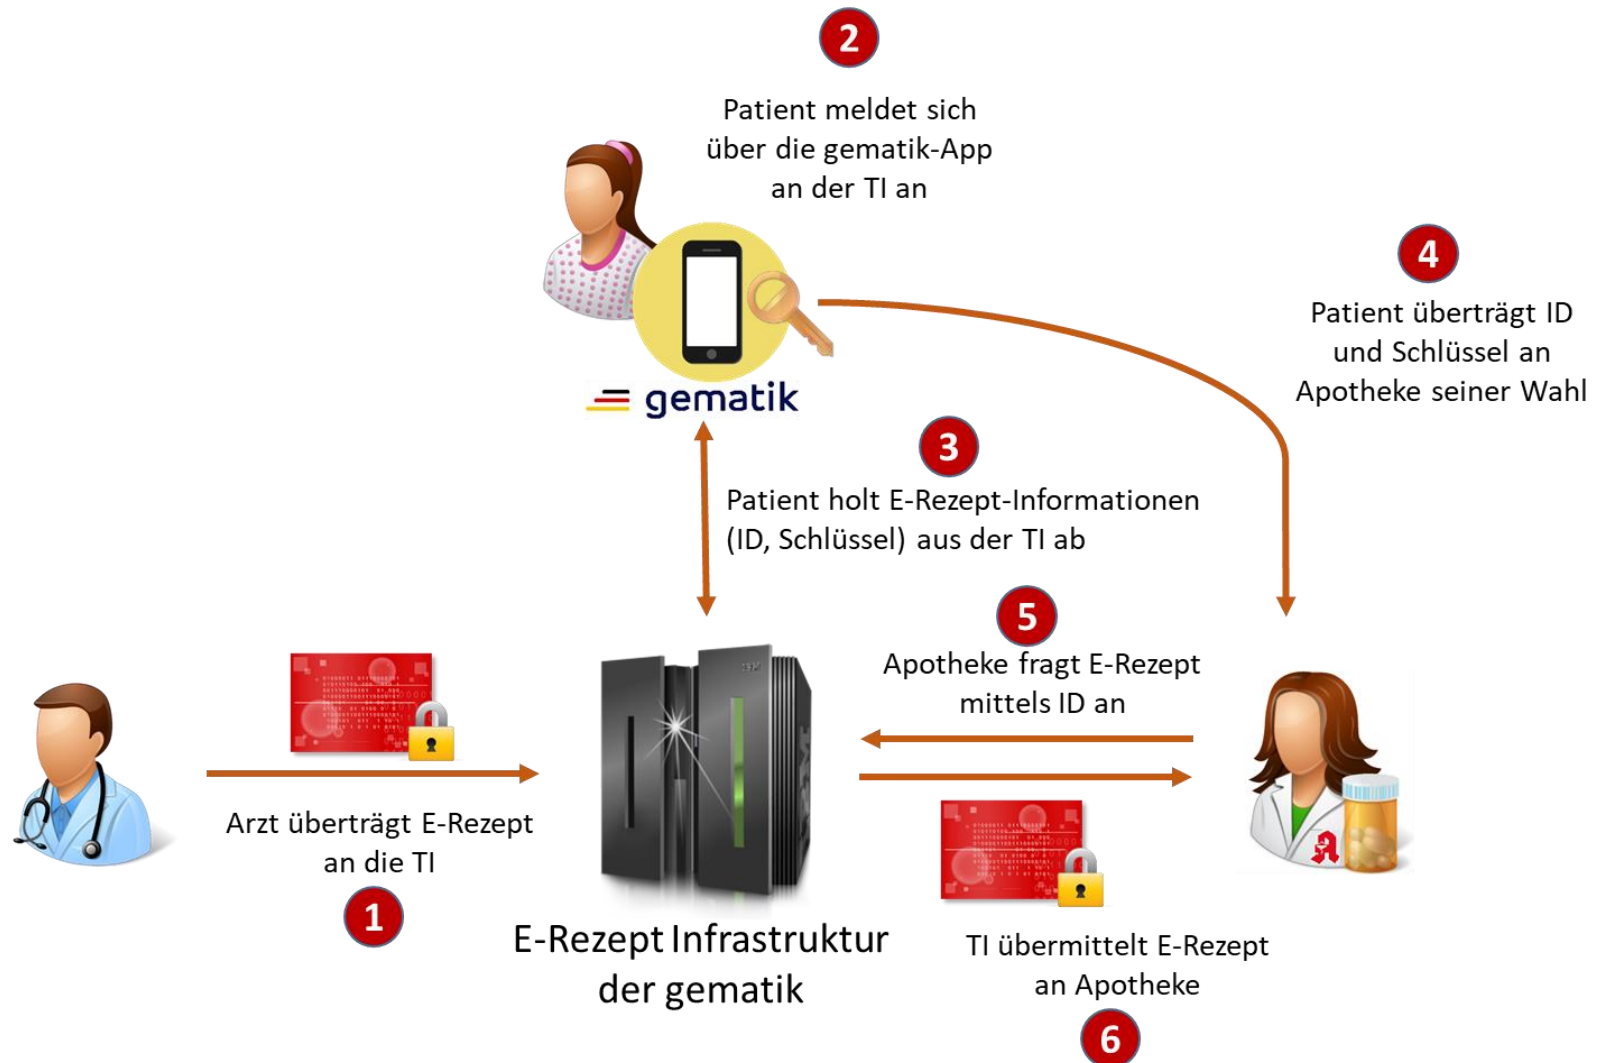 2
Patient meldet sich
über die gematik-App
an der TI an
gematik
4
Patient überträgt ID
und Schlüssel an
Apotheke seiner Wahl
3
Patient holt E-Rezept-Informationen
(ID, Schlüssel) aus der TI ab
5
Apotheke fragt E-Rezept
mittels ID an
Arzt überträgt E-Rezept
an die TI
1
E-Rezept Infrastruktur
der gematik
TI übermittelt E-Rezept
an Apotheke
6